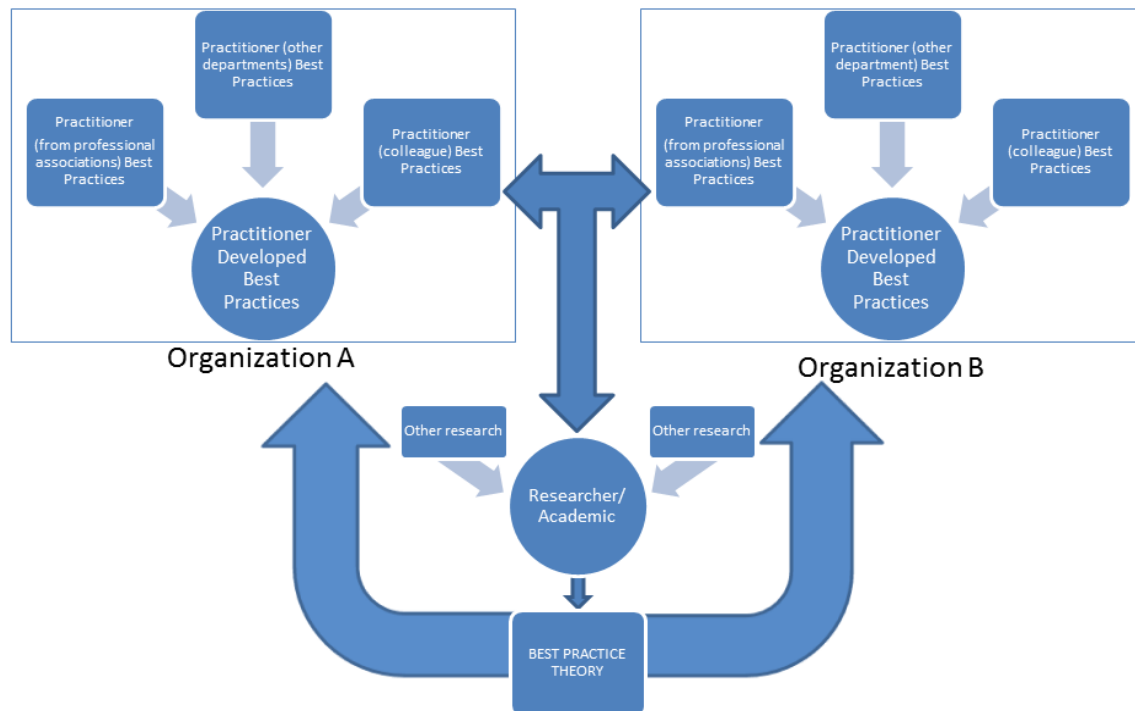 Practitioner (other
departments) Best
Practices
Practitioner
(from professional
associations) Best
Practices
Practitioner
(colleague) Best
Practices
Practitioner
Developed
Best
Practices
Organization A
Practitioner (other
department) Best
Practices
Practitioner
(from professional
associations) Best
Practices
Practitioner
(colleague) Best
Practices
Practitioner
Developed
Best
Practices
Organization B
Other research
Other research
Researcher/
Academic
BEST PRACTICE
THEORY